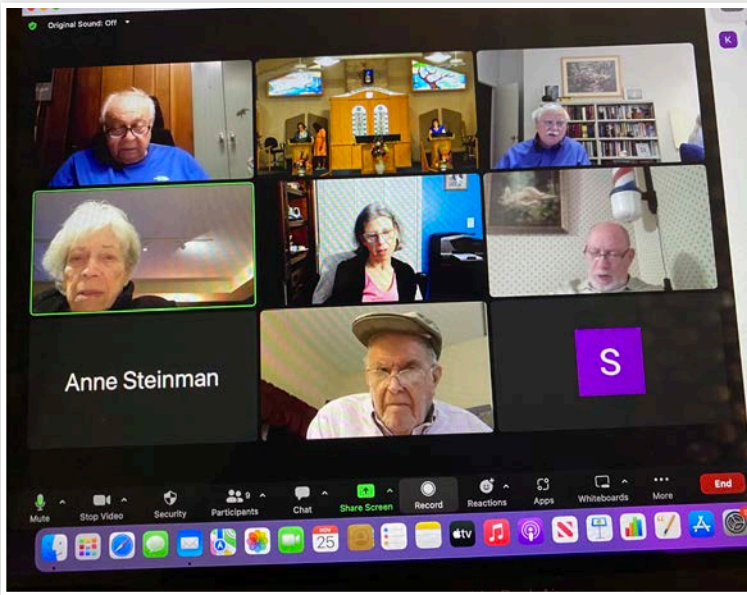 Original Sound: Off
K
Anne Steinman
S
Mute
Stop Video
Security
Participants
9
Chat
Share Screen
Record
Reactions
Apps
Whiteboards
More
End
NOV
25
tv